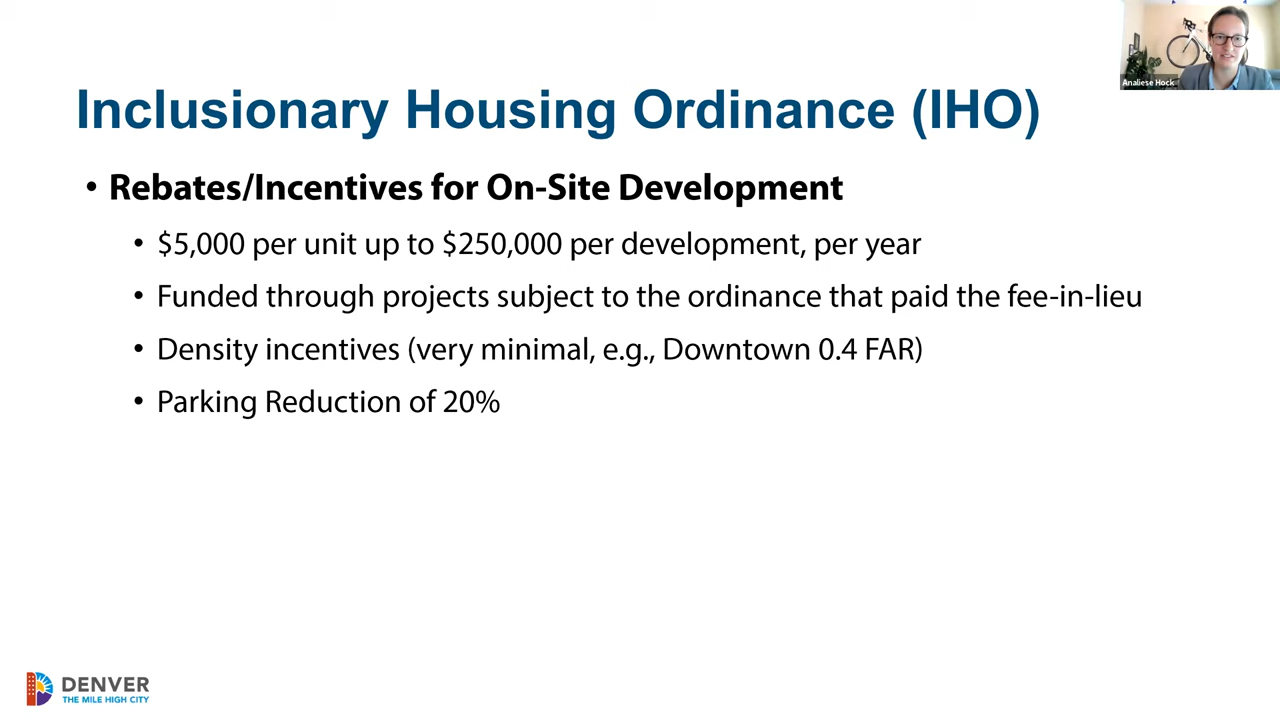 Analiese Hock
Inclusionary Housing Ordinance (IHO)
• Rebates/Incentives for On-Site Development
• $5,000 per unit up to $250,000 per development, per year
• Funded through projects subject to the ordinance that paid the fee-in-lieu
• Density incentives (very minimal, e.g., Downtown 0.4 FAR)
• Parking Reduction of 20%
DENVER
THE MILE HIGH CITY